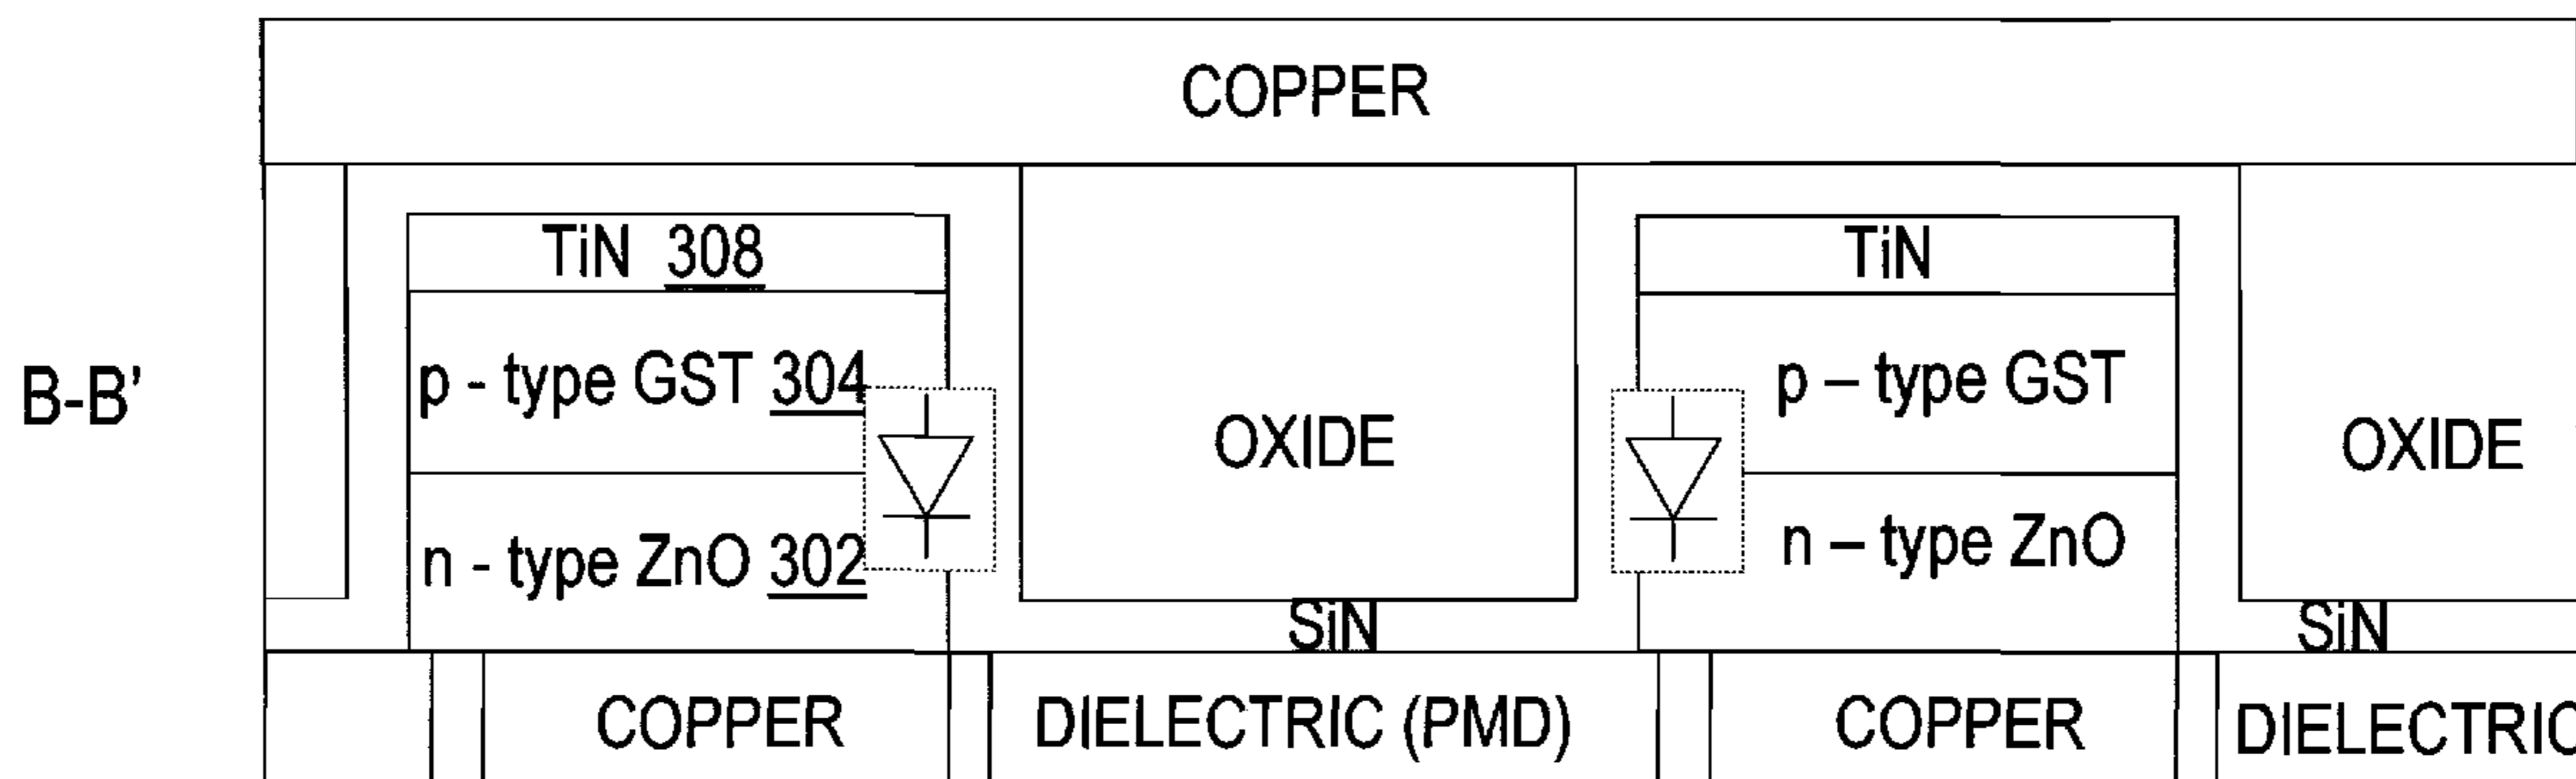 COPPER
TiN 308
TiN
p - type GST 304
p – type GST
B-B’
OXIDE
OXIDE
n - type ZnO 302
n – type ZnO
SiN
SiN
COPPER
DIELECTRIC (PMD)
COPPER
DIELECTRIC